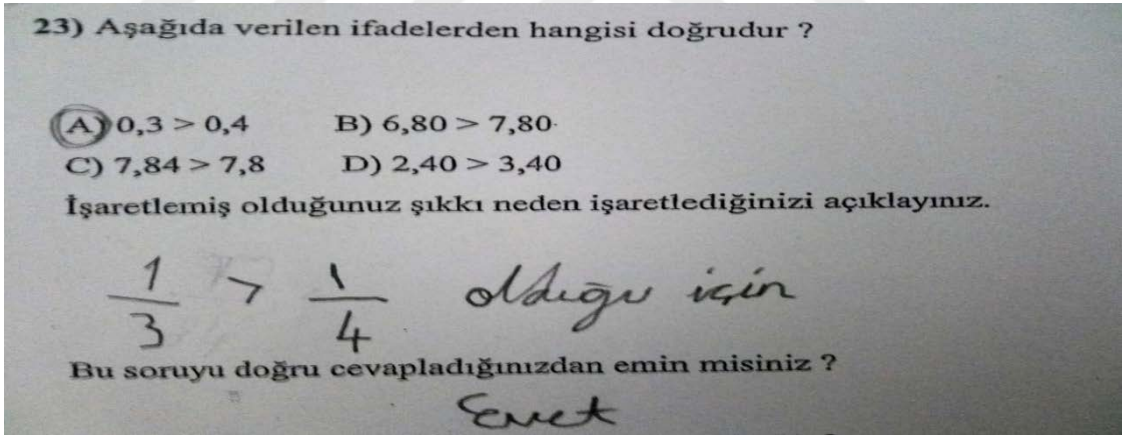 23) Aşağıda verilen ifadelerden hangisi doğrudur ?
A) 0,3 > 0,4 B) 6,80 > 7,80
C) 7,84 > 7,8 D) 2,40 > 3,40
İşaretlemiş olduğunuz şıkkı neden işaretlediğinizi açıklayınız.
1/3 > 1/4 olduğu için
Bu soruyu doğru cevapladığınızdan emin misiniz ?
Evet